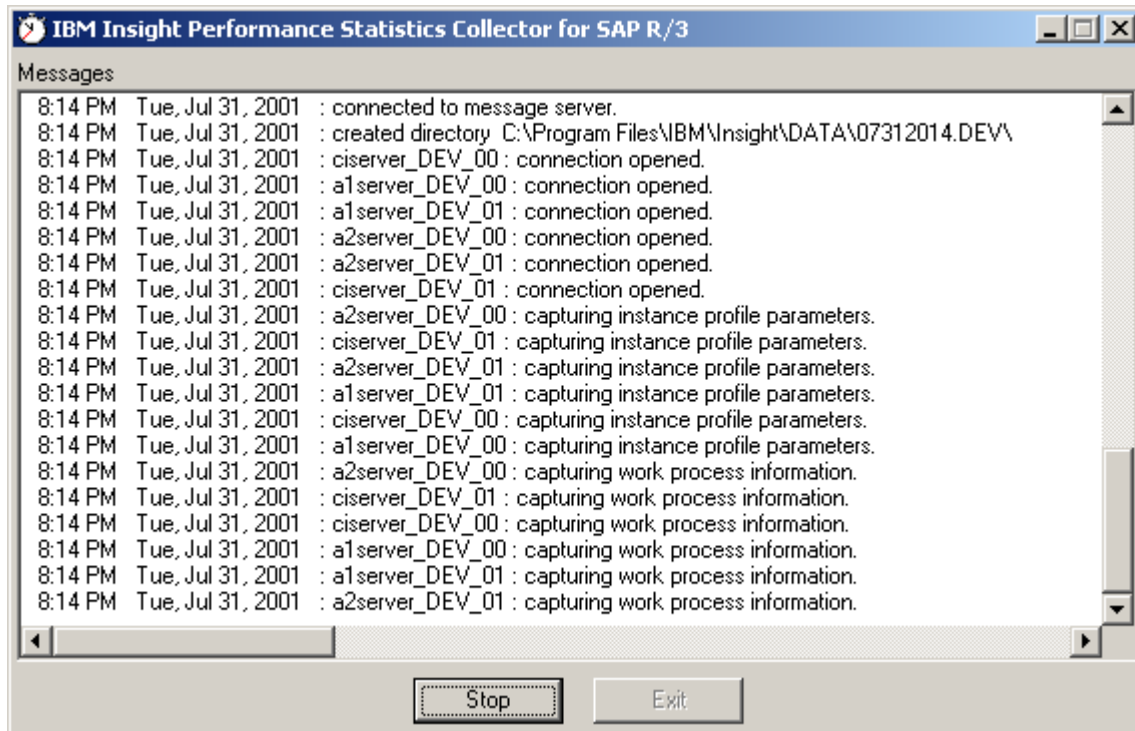 IBM Insight Performance Statistics Collector for SAP R/3
Messages
8:14 PM Tue, Jul 31, 2001 : connected to message server.
8:14 PM Tue, Jul 31, 2001 : created directory C:\Program Files\IBM\Insight\DATA\07312014.DEV\
8:14 PM Tue, Jul 31, 2001 : ciserver_DEV_00 : connection opened.
8:14 PM Tue, Jul 31, 2001 : a1server_DEV_00 : connection opened.
8:14 PM Tue, Jul 31, 2001 : a1server_DEV_01 : connection opened.
8:14 PM Tue, Jul 31, 2001 : a2server_DEV_00 : connection opened.
8:14 PM Tue, Jul 31, 2001 : a2server_DEV_01 : connection opened.
8:14 PM Tue, Jul 31, 2001 : ciserver_DEV_01 : connection opened.
8:14 PM Tue, Jul 31, 2001 : a2server_DEV_00 : capturing instance profile parameters.
8:14 PM Tue, Jul 31, 2001 : ciserver_DEV_01 : capturing instance profile parameters.
8:14 PM Tue, Jul 31, 2001 : a2server_DEV_01 : capturing instance profile parameters.
8:14 PM Tue, Jul 31, 2001 : a1server_DEV_01 : capturing instance profile parameters.
8:14 PM Tue, Jul 31, 2001 : ciserver_DEV_00 : capturing instance profile parameters.
8:14 PM Tue, Jul 31, 2001 : a1server_DEV_00 : capturing instance profile parameters.
8:14 PM Tue, Jul 31, 2001 : a2server_DEV_00 : capturing work process information.
8:14 PM Tue, Jul 31, 2001 : ciserver_DEV_01 : capturing work process information.
8:14 PM Tue, Jul 31, 2001 : ciserver_DEV_00 : capturing work process information.
8:14 PM Tue, Jul 31, 2001 : a1server_DEV_00 : capturing work process information.
8:14 PM Tue, Jul 31, 2001 : a1server_DEV_01 : capturing work process information.
8:14 PM Tue, Jul 31, 2001 : a2server_DEV_01 : capturing work process information.
Stop Exit